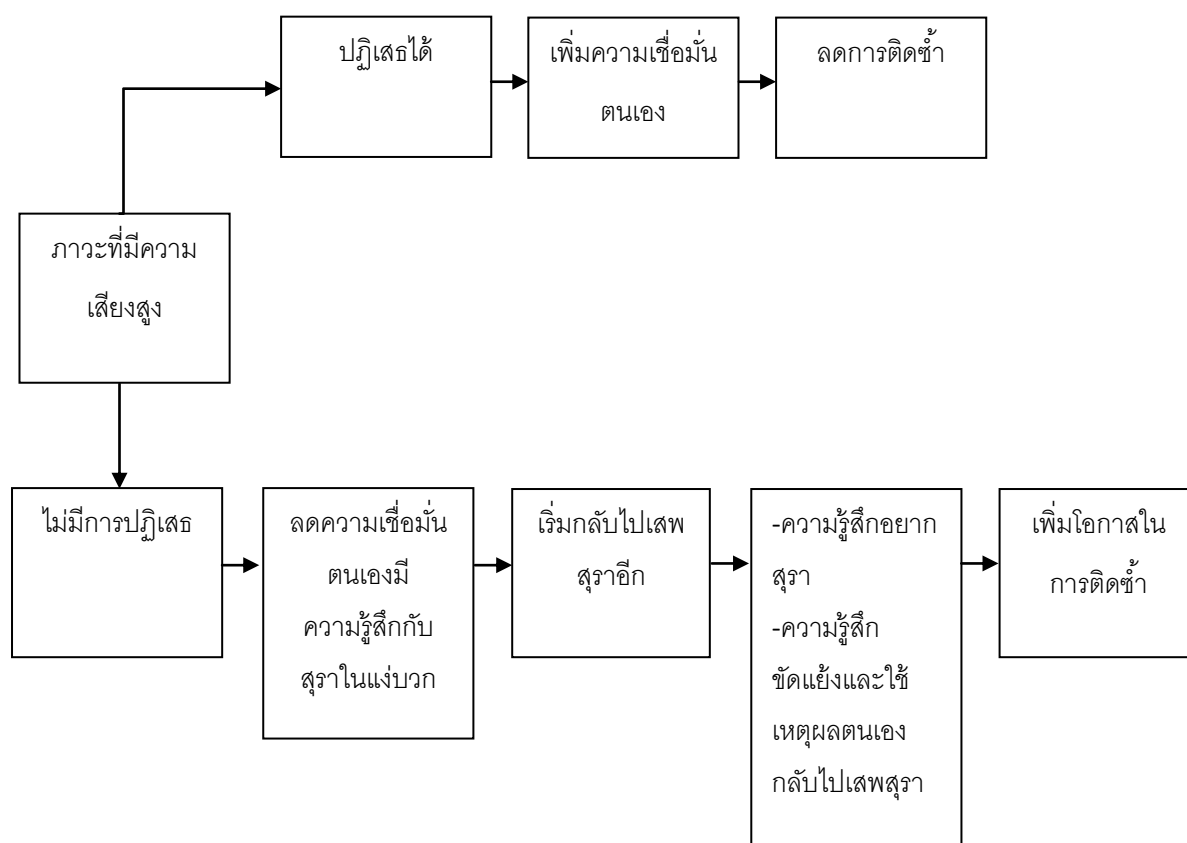 ปฏิเสธได้
เพิ่มความเชื่อมั่น
ตนเอง
ลดการติดซ้ำ
ภาวะที่มีความ
เสี่ยงสูง
ไม่มีการปฏิเสธ
ลดความเชื่อมั่น
ตนเองมี
ความรู้สึกกับ
สุราในแง่บวก
เริ่มกลับไปเสพ
สุราอีก
-ความรู้สึกอยาก
สุรา
-ความรู้สึก
ขัดแย้งและใช้
เหตุผลตนเอง
กลับไปเสพสุรา
เพิ่มโอกาสใน
การติดซ้ำ